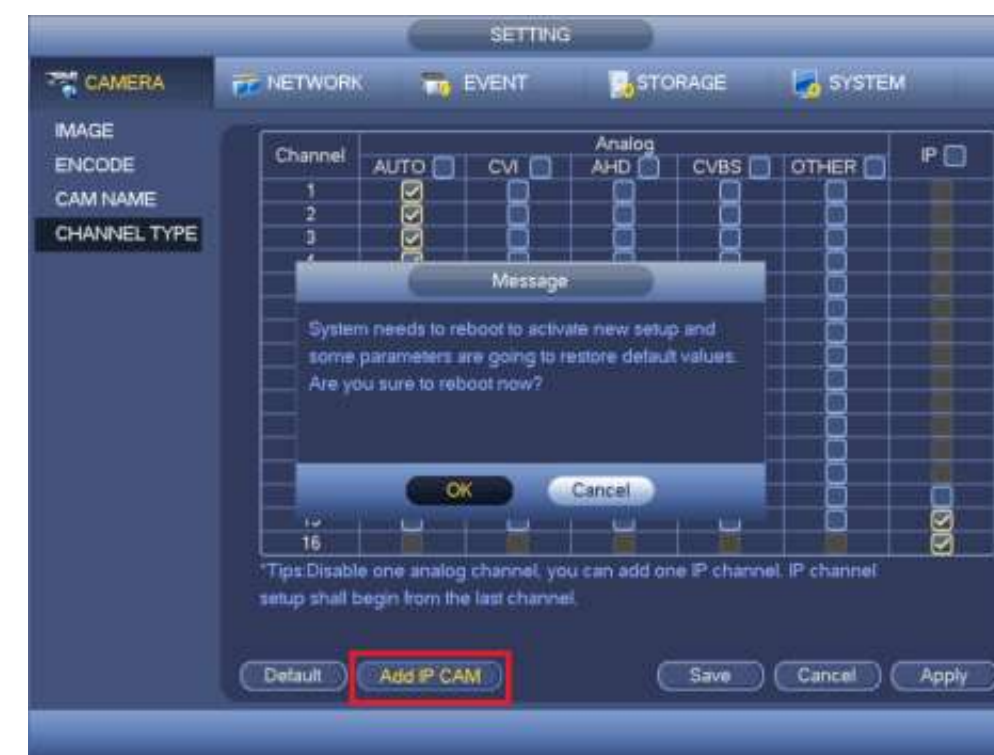 SETTING
CAMERA NETWORK EVENT STORAGE SYSTEM
IMAGE
ENCODE
CAM NAME
CHANNEL TYPE
Channel Analog IP
AUTO CVI AHD CVBS OTHER
1
2
3
Message
System needs to reboot to activate new setup and
some parameters are going to restore default values.
Are you sure to reboot now?
OK Cancel
16
*Tips:Disable one analog channel, you can add one IP channel. IP channel
setup shall begin from the last channel.
Default Add IP CAM Save Cancel Apply